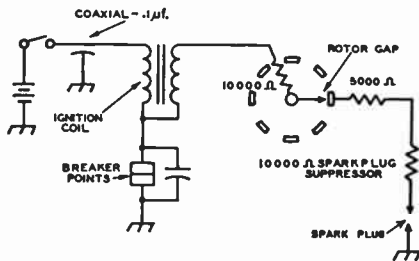 COAXIAL-.1µf.
ROTOR GAP
10000 Ω
5000 Ω
IGNITION
COIL
BREAKER
POINTS
10000 Ω SPARK PLUG
SUPPRESSOR
SPARK PLUG